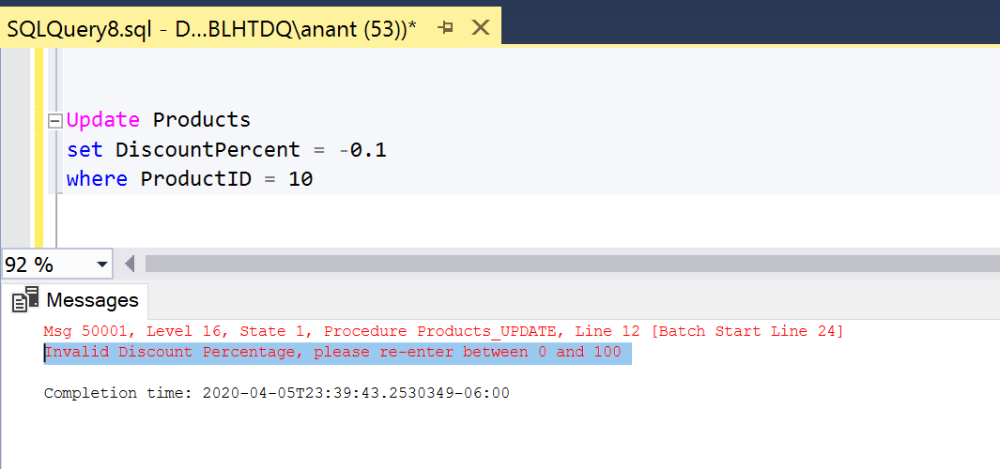 SQLQuery8.sql - D...BLHTDQ\anant (53))*
Update Products
set DiscountPercent = -0.1
where ProductID = 10
92 %
Messages
Msg 50001, Level 16, State 1, Procedure Products_UPDATE, Line 12 [Batch Start Line 24]
Invalid Discount Percentage, please re-enter between 0 and 100
Completion time: 2020-04-05T23:39:43.2530349-06:00